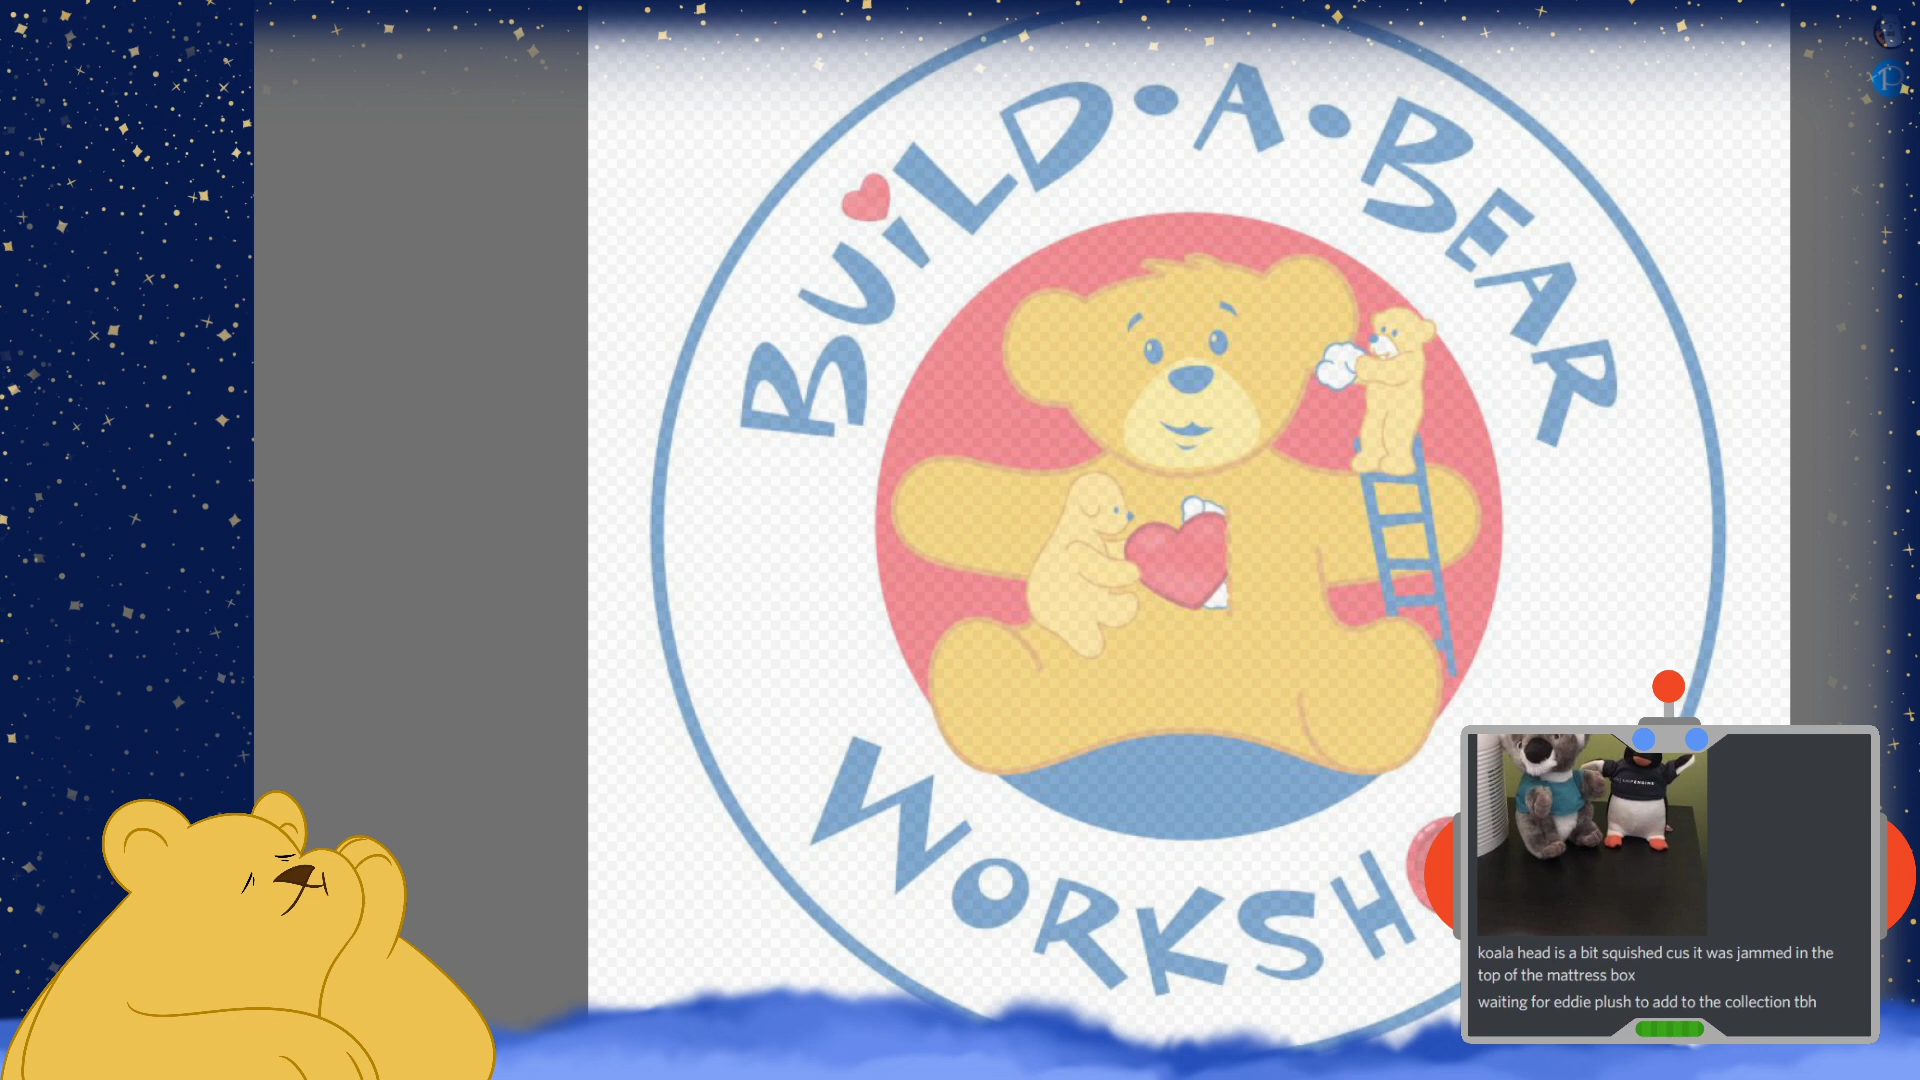 BUiLD•A•BEAR
WORKSH
koala head is a bit squished cus it was jammed in the
top of the mattress box
waiting for eddie plush to add to the collection tbh